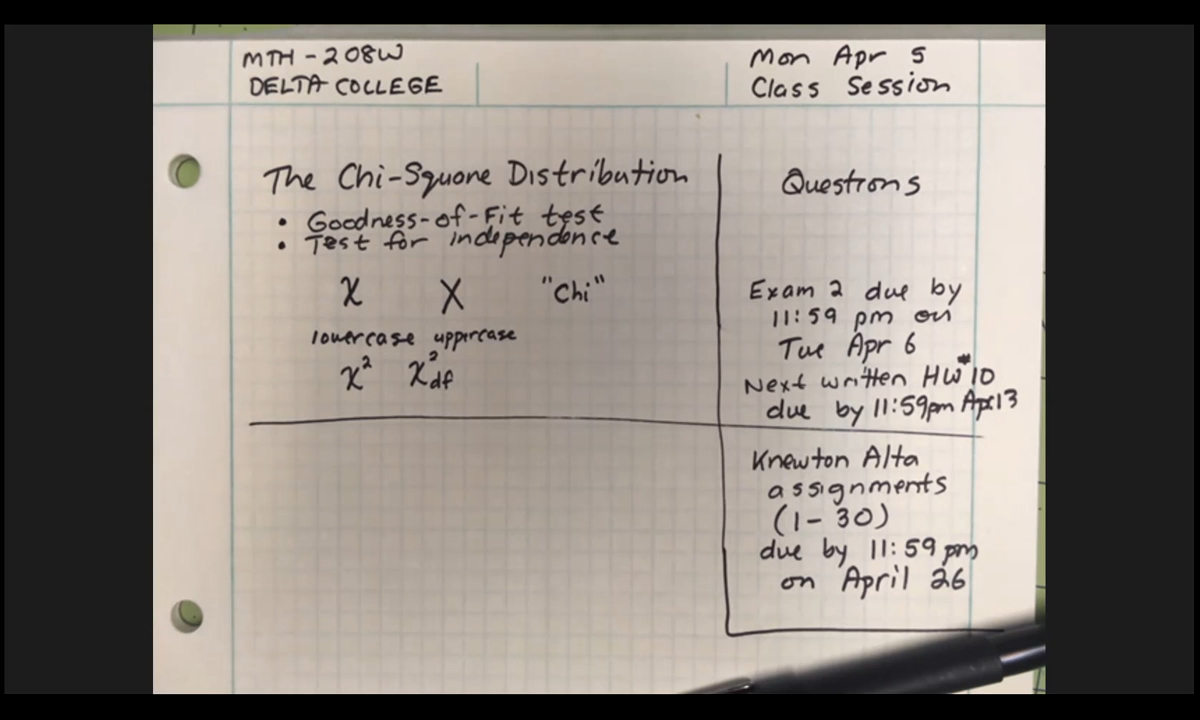 MTH-208W
DELTA COLLEGE
Mon Apr 5
Class Session
The Chi-Square Distribution
• Goodness-of-Fit test
• Test for independence
χ X "Chi"
lowercase uppercase
χ² χ²df
Questions
Exam 2 due by
11:59 pm on
Tue Apr 6
Next written HW#10
due by 11:59pm Apr13
Knewton Alta
assignments
(1-30)
due by 11:59 pm
on April 26